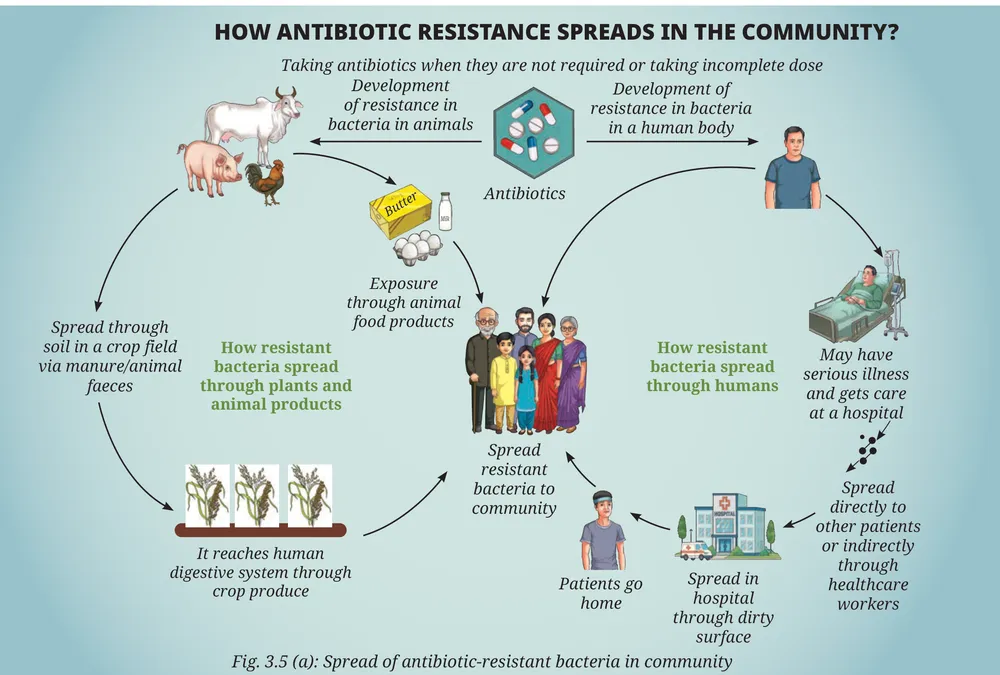 HOW ANTIBIOTIC RESISTANCE SPREADS IN THE COMMUNITY?
Taking antibiotics when they are not required or taking incomplete dose
Development
of resistance in
bacteria in animals
Development of
resistance in bacteria
in a human body
Antibiotics
Butter
Milk
Exposure
through animal
food products
Spread through
soil in a crop field
via manure/animal
faeces
How resistant
bacteria spread
through plants and
animal products
How resistant
bacteria spread
through humans
May have
serious illness
and gets care
at a hospital
Spread
resistant
bacteria to
community
Spread
directly to
other patients
or indirectly
through
healthcare
workers
HOSPITAL
It reaches human
digestive system through
crop produce
Patients go
home
Spread in
hospital
through dirty
surface
Fig. 3.5 (a): Spread of antibiotic-resistant bacteria in community